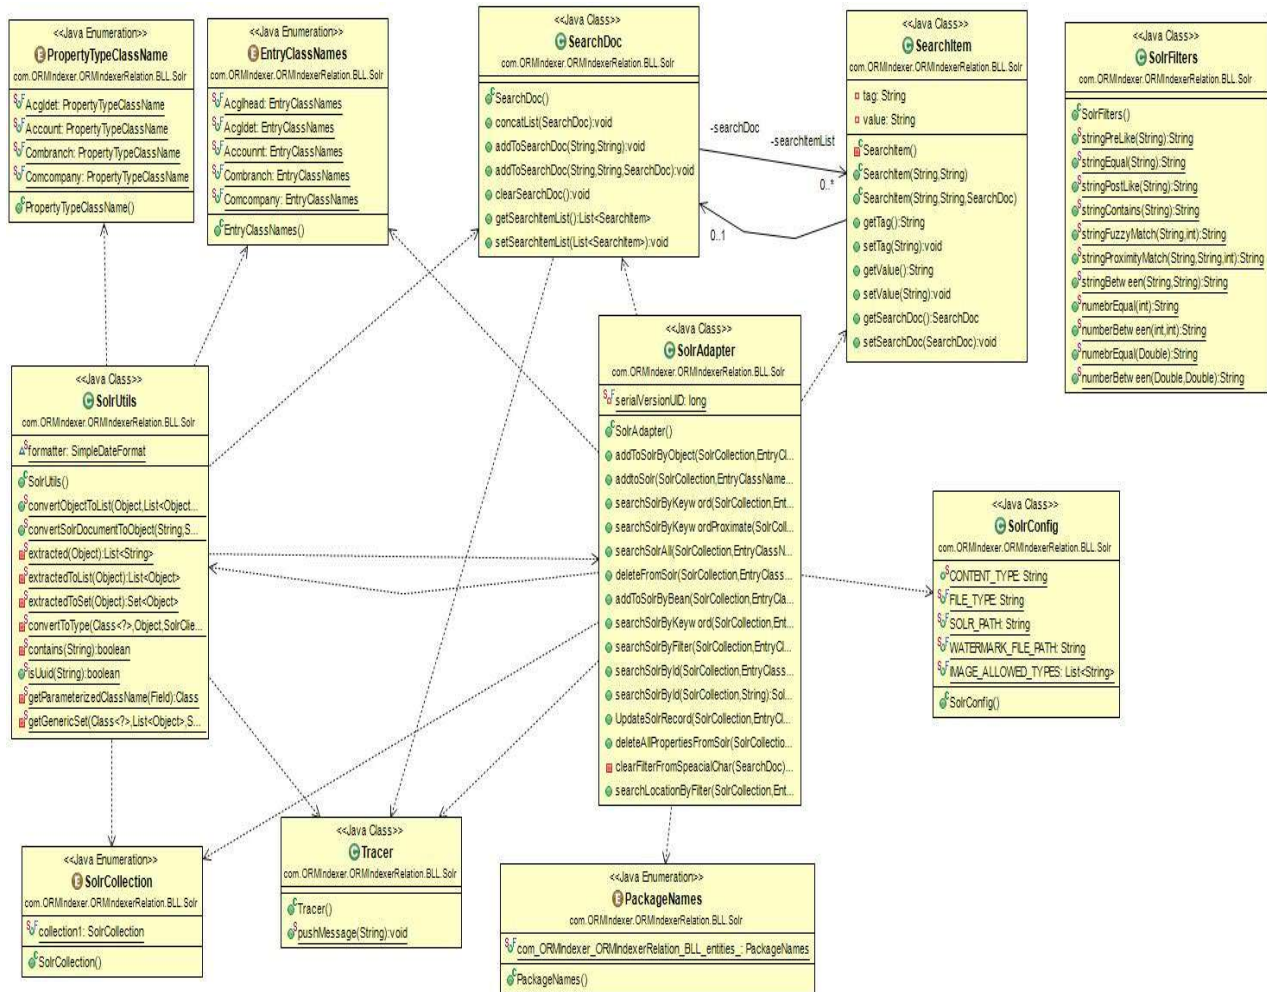 <<Java Enumeration>>
PropertyTypeClassName
com.ORMIndexer.ORMIndexerRelation.BLL.Solr
Acgldet: PropertyTypeClassName
Account: PropertyTypeClassName
Combranch: PropertyTypeClassName
Comcompany: PropertyTypeClassName
PropertyTypeClassName()
<<Java Enumeration>>
EntryClassNames
com.ORMIndexer.ORMIndexerRelation.BLL.Solr
Acglhead: EntryClassNames
Acgldet: EntryClassNames
Accounnt: EntryClassNames
Combranch: EntryClassNames
Comcompany: EntryClassNames
EntryClassNames()
<<Java Class>>
SearchDoc
com.ORMIndexer.ORMIndexerRelation.BLL.Solr
SearchDoc()
concatList(SearchDoc):void
addToSearchDoc(String,String):void
addToSearchDoc(String,String,SearchDoc):void
clearSearchDoc():void
getSearchItemList():List<SearchItem>
setSearchItemList(List<SearchItem>):void
-searchDoc
-searchItemList
0..*
0..1
<<Java Class>>
SearchItem
com.ORMIndexer.ORMIndexerRelation.BLL.Solr
tag: String
value: String
SearchItem()
SearchItem(String,String)
SearchItem(String,String,SearchDoc)
getTag():String
setTag(String):void
getValue():String
setValue(String):void
getSearchDoc():SearchDoc
setSearchDoc(SearchDoc):void
<<Java Class>>
SolrFilters
com.ORMIndexer.ORMIndexerRelation.BLL.Solr
SolrFilters()
stringPreLike(String):String
stringEqual(String):String
stringPostLike(String):String
stringContains(String):String
stringFuzzyMatch(String,int):String
stringProximityMatch(String,String,int):String
stringBetween(String,String):String
numebrEqual(int):String
numberBetween(int,int):String
numebrEqual(Double):String
numberBetween(Double,Double):String
<<Java Class>>
SolrUtils
com.ORMIndexer.ORMIndexerRelation.BLL.Solr
formatter: SimpleDateFormat
SolrUtils()
convertObjectToList(Object,List<Object...
convertSolrDocumentToObject(String,S...
extracted(Object):List<String>
extractedToList(Object):List<Object>
extractedToSet(Object):Set<Object>
convertToType(Class<?>,Object,SolrClie...
contains(String):boolean
isUuid(String):boolean
getParameterizedClassName(Field):Class
getGenericSet(Class<?>,List<Object>,S...
<<Java Class>>
SolrAdapter
com.ORMIndexer.ORMIndexerRelation.BLL.Solr
serialVersionUID: long
SolrAdapter()
addToSolrByObject(SolrCollection,EntryCl...
addtoSolr(SolrCollection,EntryClassName...
searchSolrByKeyword(SolrCollection,Ent...
searchSolrByKeywordProximate(SolrColl...
searchSolrAll(SolrCollection,EntryClassN...
deleteFromSolr(SolrCollection,EntryClass...
addToSolrByBean(SolrCollection,EntryCla...
searchSolrByKeyword(SolrCollection,Ent...
searchSolrByFilter(SolrCollection,EntryCl...
searchSolrById(SolrCollection,EntryClass...
searchSolrById(SolrCollection,String):Sol...
UpdateSolrRecord(SolrCollection,EntryCl...
deleteAllPropertiesFromSolr(SolrCollectio...
clearFilterFromSpeacialChar(SearchDoc)...
searchLocationByFilter(SolrCollection,Ent...
<<Java Class>>
SolrConfig
com.ORMIndexer.ORMIndexerRelation.BLL.Solr
CONTENT_TYPE: String
FILE_TYPE: String
SOLR_PATH: String
WATERMARK_FILE_PATH: String
IMAGE_ALLOWED_TYPES: List<String>
SolrConfig()
<<Java Enumeration>>
SolrCollection
com.ORMIndexer.ORMIndexerRelation.BLL.Solr
collection1: SolrCollection
SolrCollection()
<<Java Class>>
Tracer
com.ORMIndexer.ORMIndexerRelation.BLL.Solr
Tracer()
pushMessage(String):void
<<Java Enumeration>>
PackageNames
com.ORMIndexer.ORMIndexerRelation.BLL.Solr
com_ORMIndexer_ORMIndexerRelation_BLL_entities_: PackageNames
PackageNames()